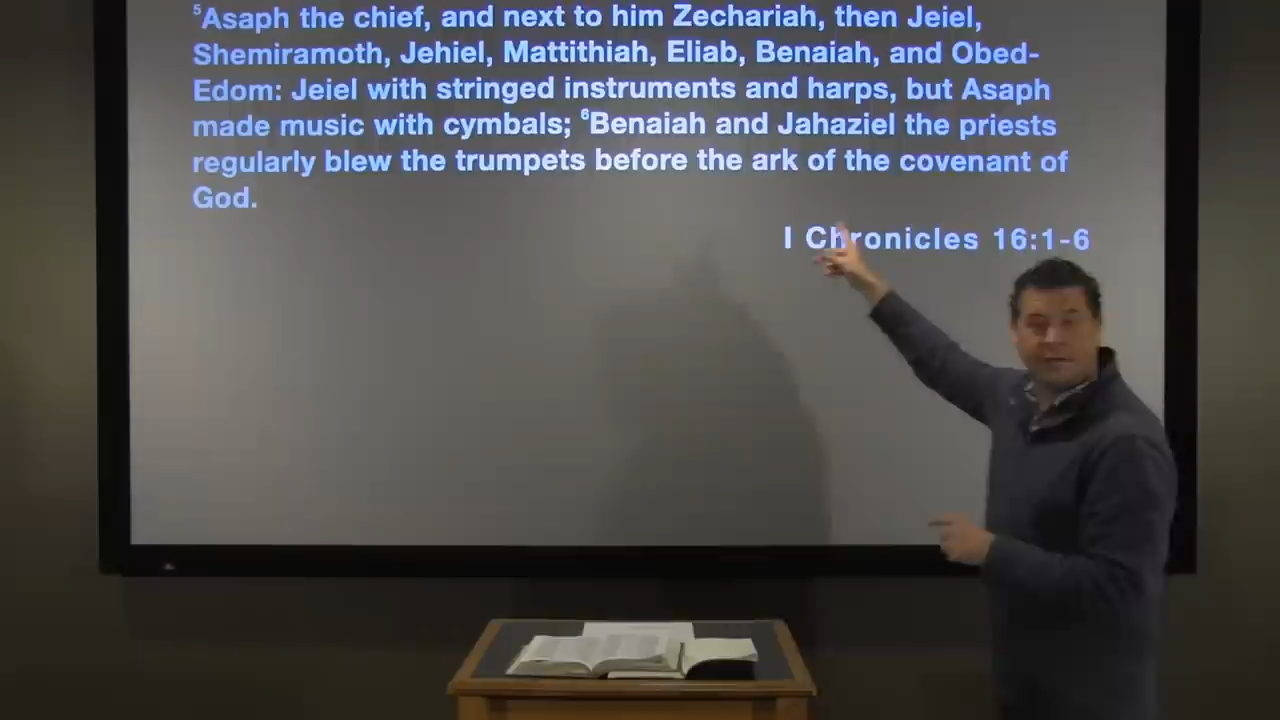 ⁵Asaph the chief, and next to him Zechariah, then Jeiel,
Shemiramoth, Jehiel, Mattithiah, Eliab, Benaiah, and Obed-
Edom: Jeiel with stringed instruments and harps, but Asaph
made music with cymbals; ⁶Benaiah and Jahaziel the priests
regularly blew the trumpets before the ark of the covenant of
God.
I Chronicles 16:1-6